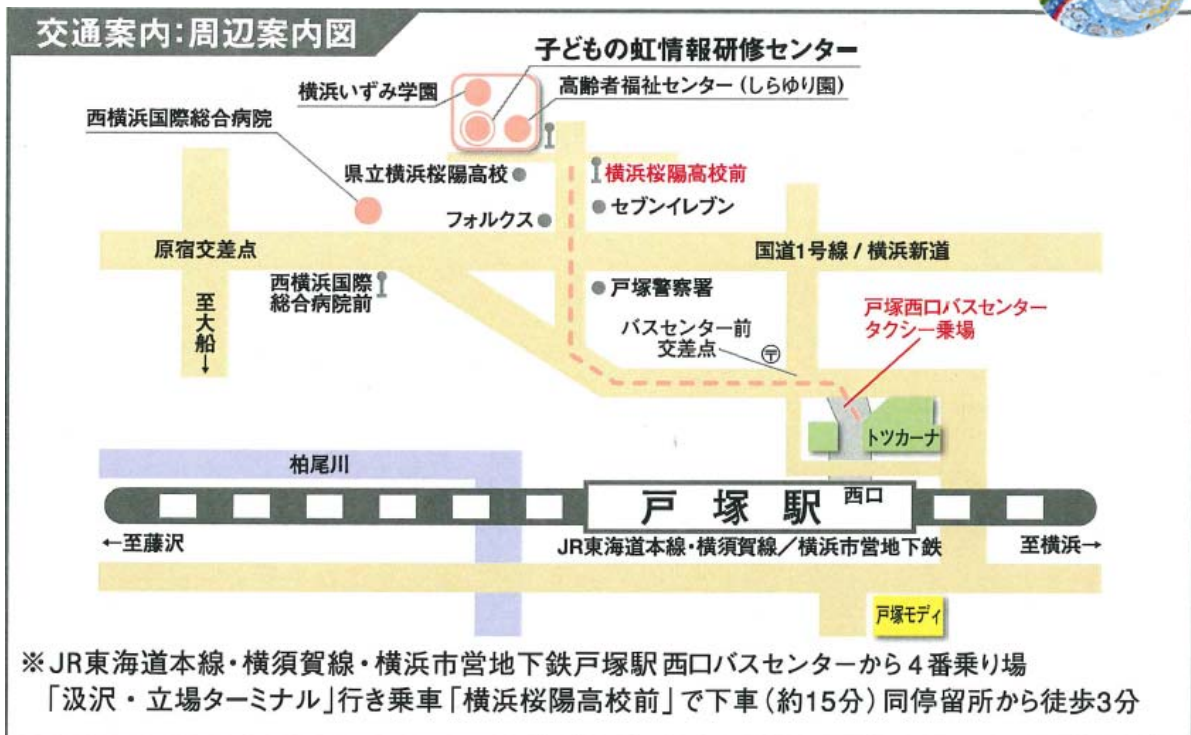 交通案内:周辺案内図
子どもの虹情報研修センター
横浜いずみ学園
高齢者福祉センター(しらゆり園)
西横浜国際総合病院
県立横浜桜陽高校
横浜桜陽高校前
フォルクス
セブンイレブン
原宿交差点
国道1号線/横浜新道
西横浜国際
総合病院前
戸塚警察署
至大船→
戸塚西口バスセンター
タクシー乗場
バスセンター前
交差点
〒
トツカーナ
柏尾川
戸塚駅
西口
←至藤沢
JR東海道本線・横須賀線/横浜市営地下鉄
至横浜→
戸塚モディ
※JR東海道本線・横須賀線・横浜市営地下鉄戸塚駅西口バスセンターから4番乗り場
「汲沢・立場ターミナル」行き乗車「横浜桜陽高校前」で下車(約15分)同停留所から徒歩3分